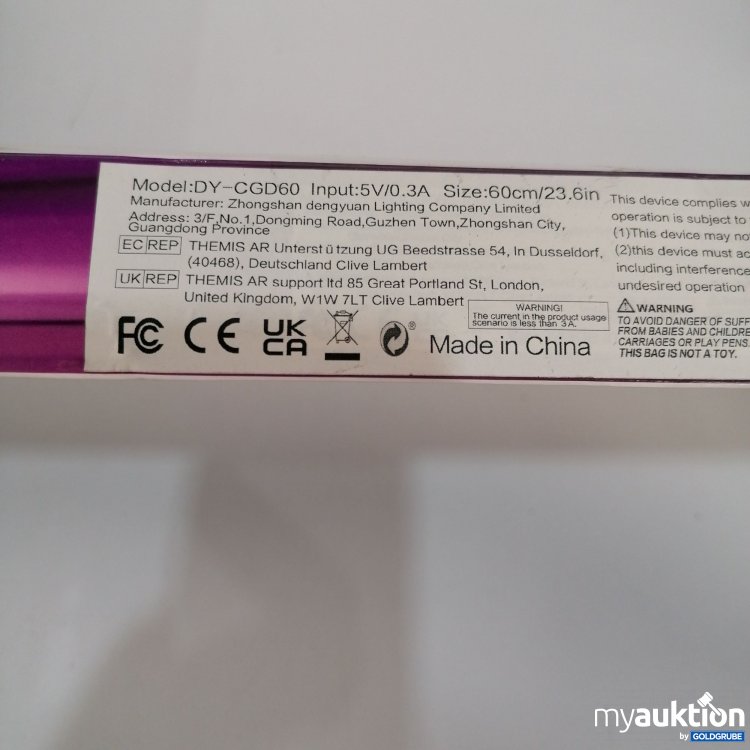 Model:DY-CGD60 Input:5V/0.3A Size:60cm/23.6in
Manufacturer: Zhongshan dengyuan Lighting Company Limited
Address: 3/F,No.1,Dongming Road,Guzhen Town,Zhongshan City,
Guangdong Province
EC REP THEMIS AR Unterstützung UG Beedstrasse 54, In Dusseldorf,
(40468), Deutschland Clive Lambert
UK REP THEMIS AR support ltd 85 Great Portland St, London,
United KIngdom, W1W 7LT Clive Lambert
WARNING!
The current in the product usage
scenario is less than 3A.
FC CE UK
CA
Made in China
This device complies w
operation is subject to
(1)This device may no
(2)this device must ac
including interference
undesired operation
WARNING
TO AVOID DANGER OF SUFF
FROM BABIES AND CHILDRE
CARRIAGES OR PLAY PENS.
THIS BAG IS NOT A TOY.
myauktion
by GOLDGRUBE